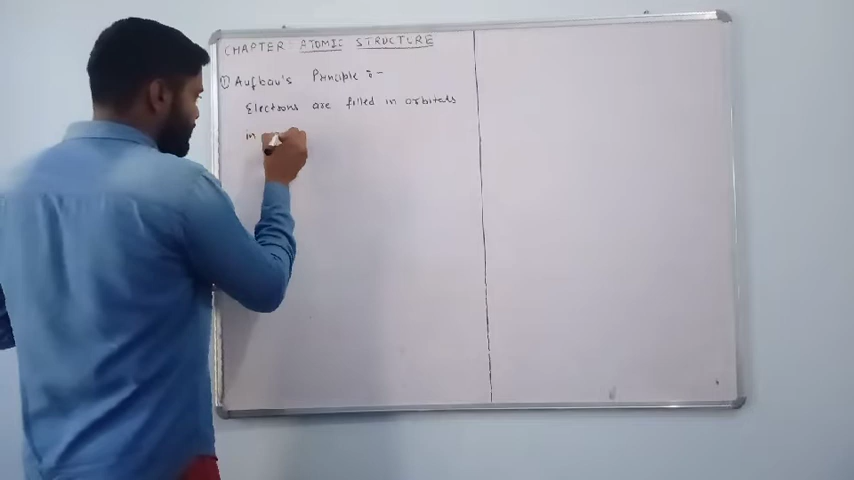 CHAPTER: ATOMIC STRUCTURE
① Aufbau's Principle :-
Electrons are filled in orbitals
in